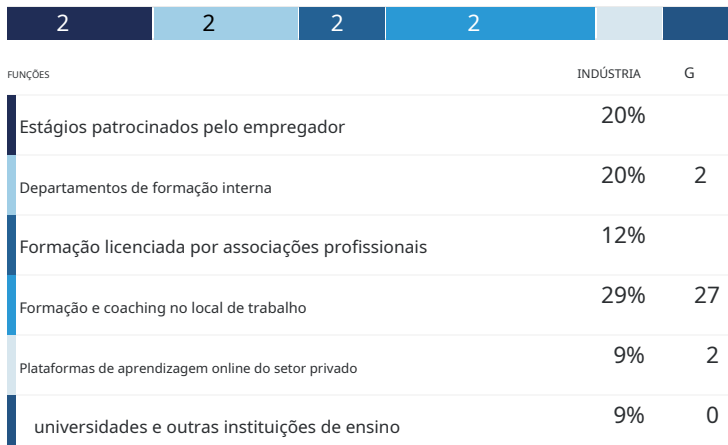 2 2 2 2
FUNÇÕES INDÚSTRIA G
Estágios patrocinados pelo empregador 20%
Departamentos de formação interna 20% 2
Formação licenciada por associações profissionais 12%
Formação e coaching no local de trabalho 29% 27
Plataformas de aprendizagem online do setor privado 9% 2
universidades e outras instituições de ensino 9% 0